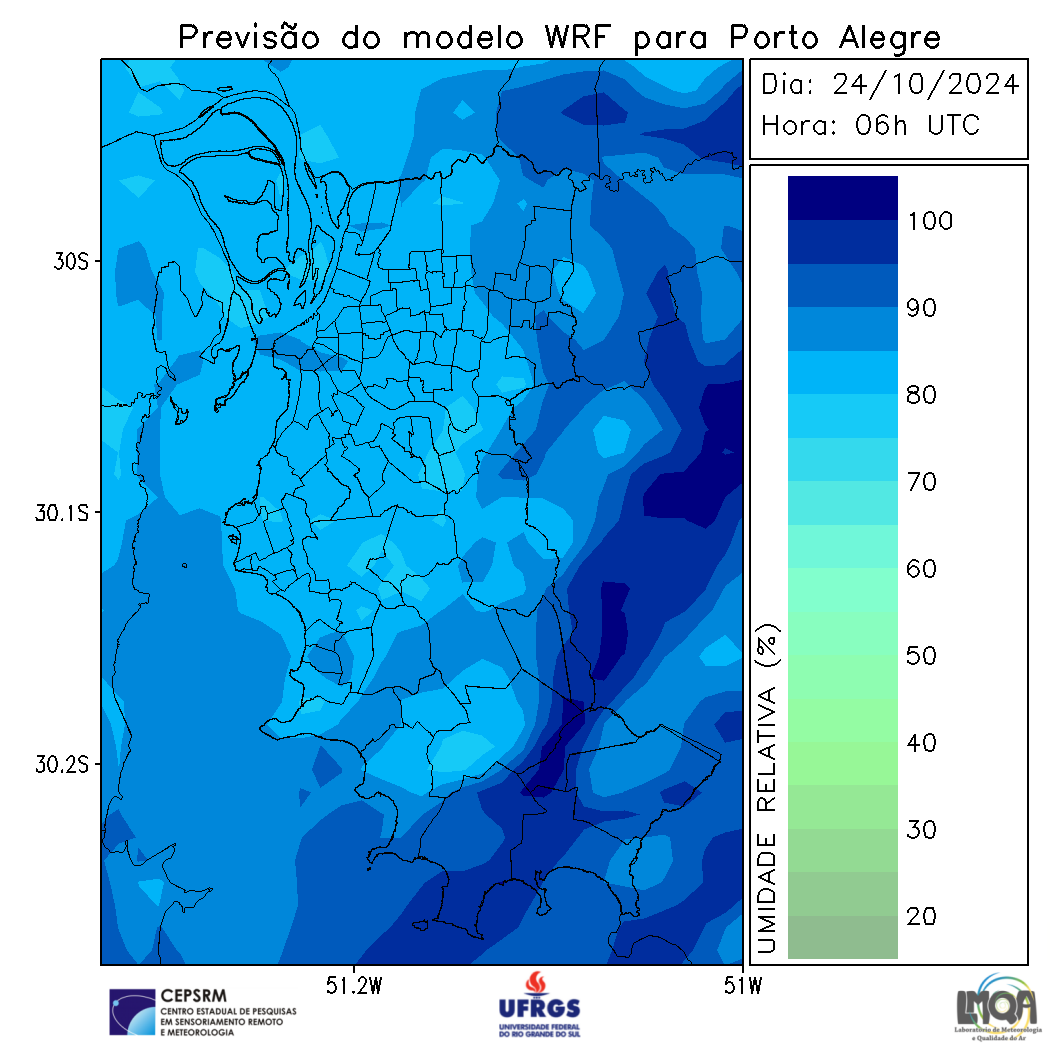 Previsão do modelo WRF para Porto Alegre
Dia: 24/10/2024
Hora: 06h UTC
30S
30.1S
30.2S
51.2W
51W
UMIDADE RELATIVA (%)
100
90
80
70
60
50
40
30
20
CEPSRM
CENTRO ESTADUAL DE PESQUISAS
EM SENSORIAMENTO REMOTO
E METEOROLOGIA
UFRGS
UNIVERSIDADE FEDERAL
DO RIO GRANDE DO SUL
LMQA
Laboratório de Meteorologia
e Qualidade do Ar